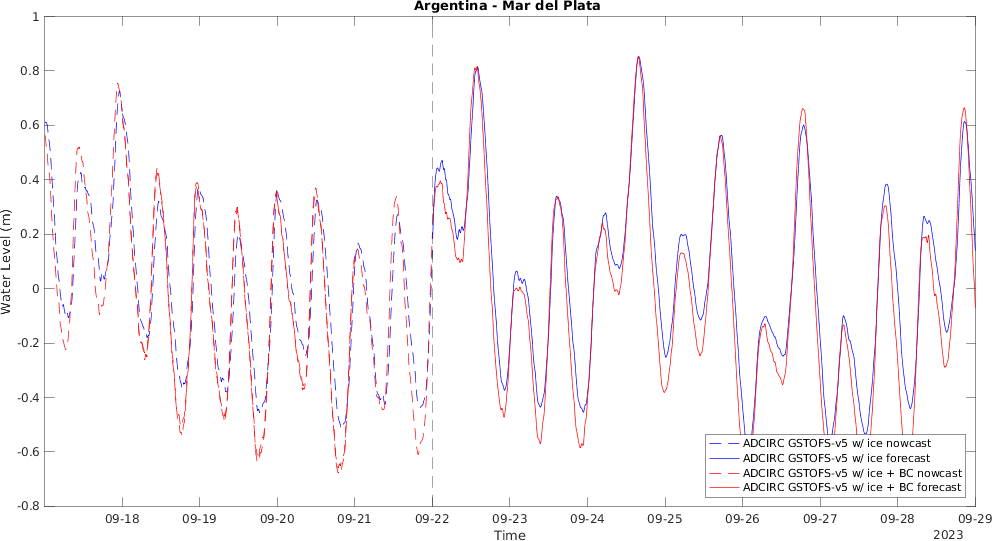 Argentina - Mar del Plata
Water Level (m)
1
0.8
0.6
0.4
0.2
0
-0.2
-0.4
-0.6
-0.8
09-18 09-19 09-20 09-21 09-22 09-23 09-24 09-25 09-26 09-27 09-28 09-29
Time
2023
ADCIRC GSTOFS-v5 w/ ice nowcast
ADCIRC GSTOFS-v5 w/ ice forecast
ADCIRC GSTOFS-v5 w/ ice + BC nowcast
ADCIRC GSTOFS-v5 w/ ice + BC forecast